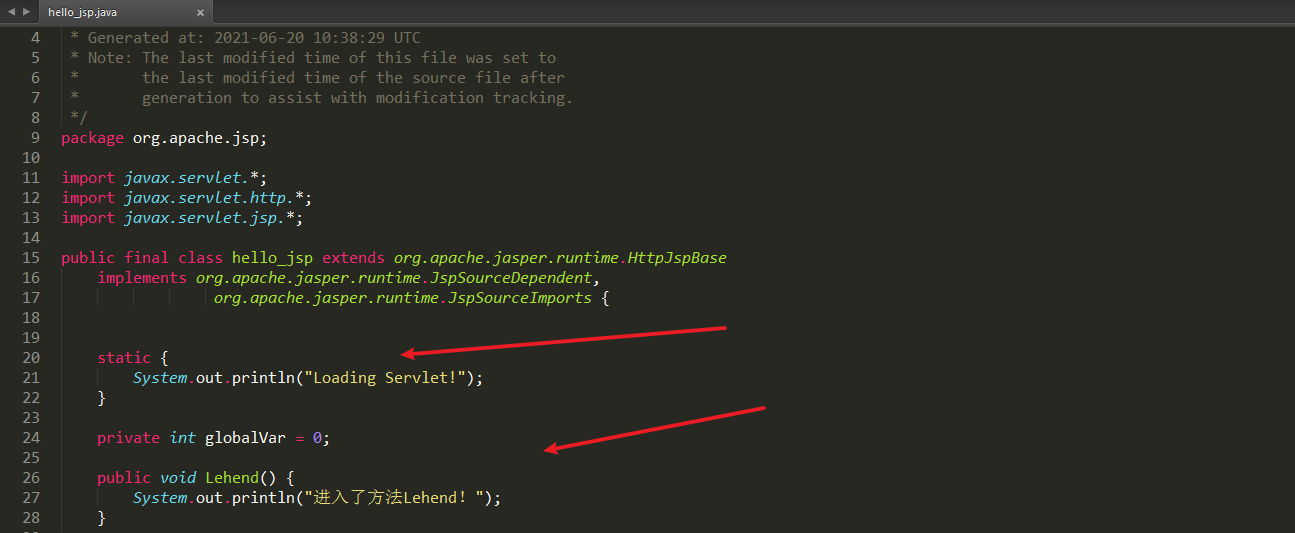 hello_jsp.java ×
4 * Generated at: 2021-06-20 10:38:29 UTC
5 * Note: The last modified time of this file was set to
6 * the last modified time of the source file after
7 * generation to assist with modification tracking.
8 */
9 package org.apache.jsp;
10
11 import javax.servlet.*;
12 import javax.servlet.http.*;
13 import javax.servlet.jsp.*;
14
15 public final class hello_jsp extends org.apache.jasper.runtime.HttpJspBase
16 implements org.apache.jasper.runtime.JspSourceDependent,
17 org.apache.jasper.runtime.JspSourceImports {
18
19
20 static {
21 System.out.println("Loading Servlet!");
22 }
23
24 private int globalVar = 0;
25
26 public void Lehend() {
27 System.out.println("进入了方法Lehend！");
28 }